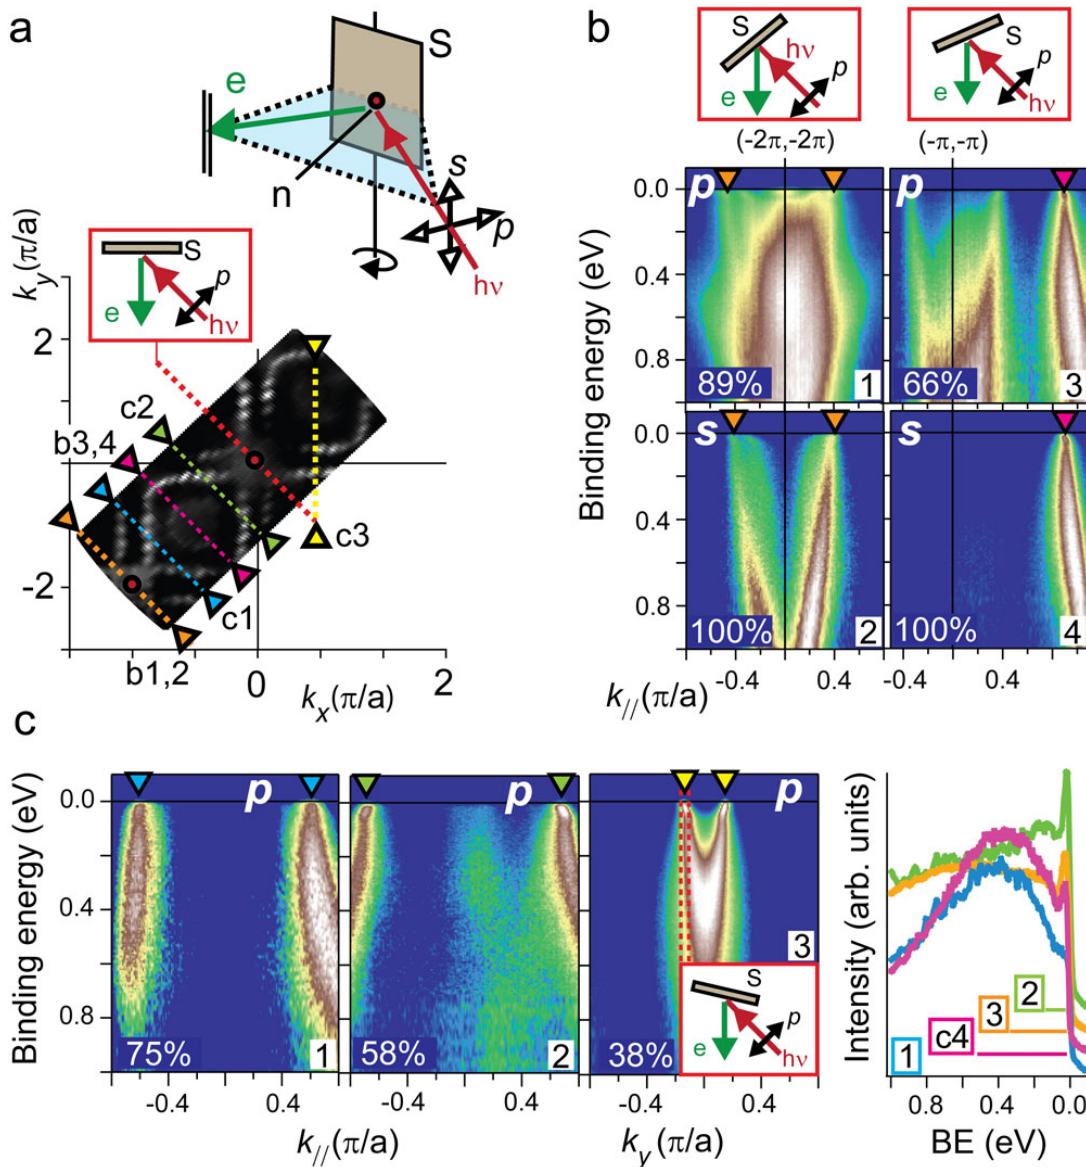 a
S
e
n
s
p
hν
k_y(π/a)
S
p
e
hν
2
c2
b3,4
c3
-2
c1
b1,2
0
2
k_x(π/a)
b
S
hν
p
e
S
p
e
hν
(-2π,-2π)
(-π,-π)
Binding energy (eV)
0.0
0.4
0.8
p
89%
1
p
66%
3
0.0
0.4
0.8
s
100%
2
s
100%
4
-0.4
0.4
-0.4
0.4
k_//(π/a)
c
Binding energy (eV)
0.0
0.4
0.8
p
75%
1
p
58%
2
p
3
38%
S
p
e
hν
-0.4
0.4
-0.4
0.4
k_//(π/a)
k_y(π/a)
Intensity (arb. units)
2
3
c4
1
0.8
0.4
0.0
BE (eV)